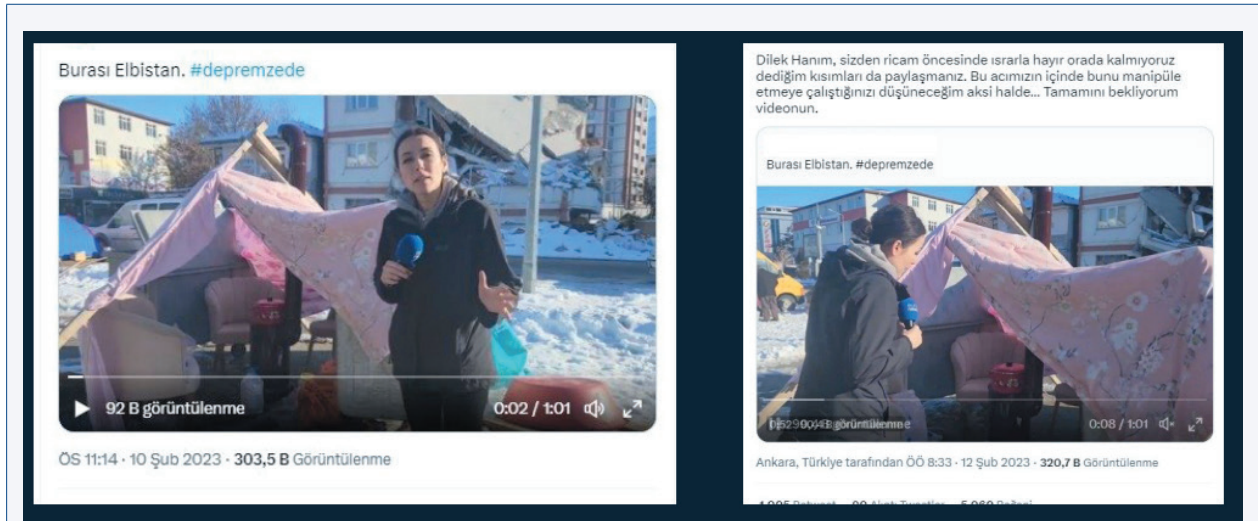 Burası Elbistan. #depremzede
92 B görüntülenme
0:02 / 1:01
ÖS 11:14 · 10 Şub 2023 · 303,5 B Görüntülenme
Dilek Hanım, sizden ricam öncesinde ısrarla hayır orada kalmıyoruz
dediğim kısımları da paylaşmanız. Bu acımızın içinde bunu manipüle
etmeye çalıştığınızı düşüneceğim aksi halde... Tamamını bekliyorum
videonun.
Burası Elbistan. #depremzede
görüntülenme
0:08 / 1:01
Ankara, Türkiye tarafından ÖÖ 8:33 · 12 Şub 2023 · 320,7 B Görüntülenme